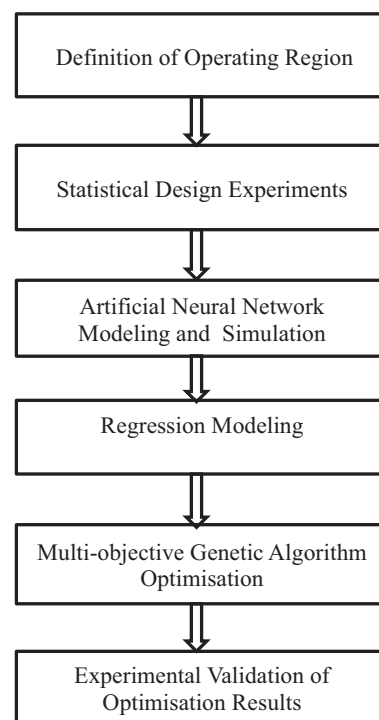 Definition of Operating Region
Statistical Design Experiments
Artificial Neural Network
Modeling and Simulation
Regression Modeling
Multi-objective Genetic Algorithm
Optimisation
Experimental Validation of
Optimisation Results